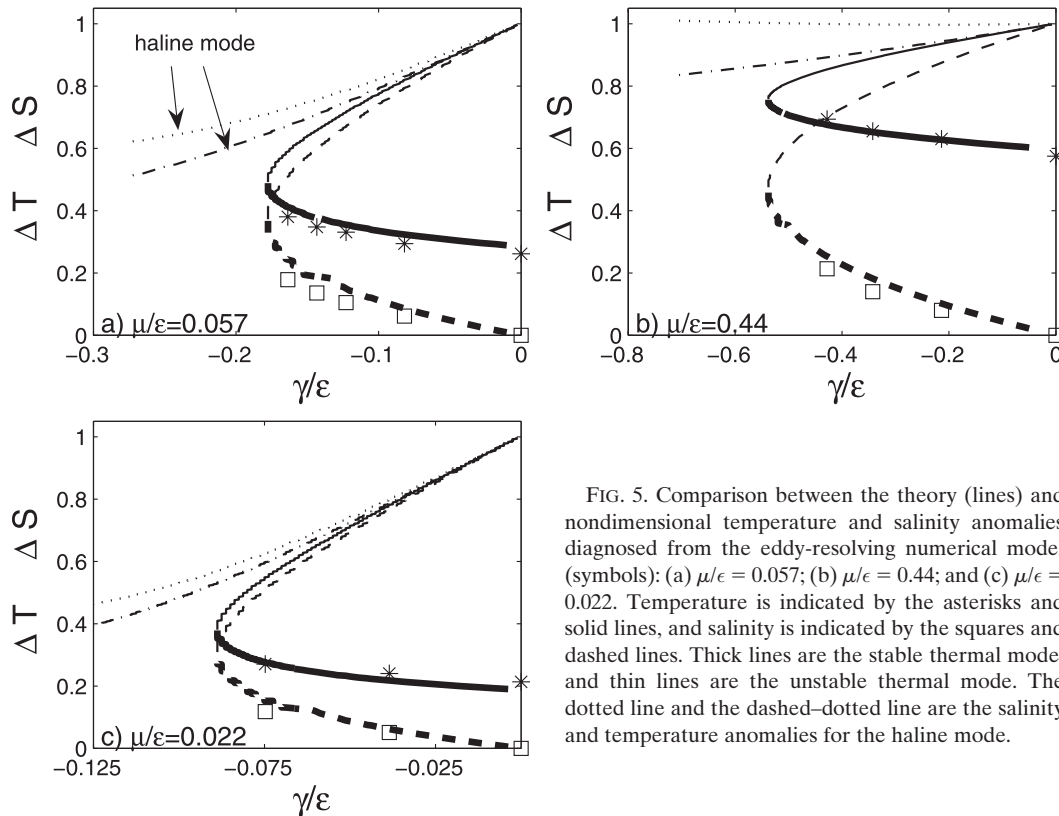 haline mode
ΔT ΔS
1
0.8
0.6
0.4
0.2
0
a) μ/ε=0.057
−0.3
−0.2
−0.1
0
γ/ε
ΔT ΔS
1
0.8
0.6
0.4
0.2
0
b) μ/ε=0.44
−0.8
−0.6
−0.4
−0.2
0
γ/ε
ΔT ΔS
1
0.8
0.6
0.4
0.2
0
c) μ/ε=0.022
−0.125
−0.075
−0.025
γ/ε
FIG. 5. Comparison between the theory (lines) and
nondimensional temperature and salinity anomalies
diagnosed from the eddy-resolving numerical mode
(symbols): (a) μ/ϵ = 0.057; (b) μ/ϵ = 0.44; and (c) μ/ϵ =
0.022. Temperature is indicated by the asterisks and
solid lines, and salinity is indicated by the squares and
dashed lines. Thick lines are the stable thermal mode
and thin lines are the unstable thermal mode. The
dotted line and the dashed–dotted line are the salinity
and temperature anomalies for the haline mode.